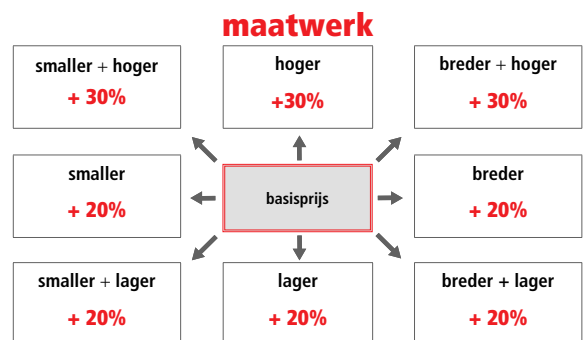 maatwerk
smaller + hoger
+ 30%
hoger
+30%
breder + hoger
+ 30%
smaller
+ 20%
basisprijs
breder
+ 20%
smaller + lager
+ 20%
lager
+ 20%
breder + lager
+ 20%